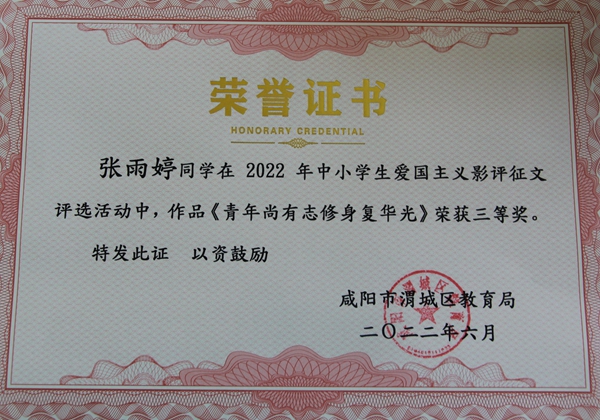 荣誉证书
HONORARY CREDENTIAL
张雨婷同学在 2022 年中小学生爱国主义影评征文
评选活动中，作品《青年尚有志修身复华光》荣获三等奖。
特发此证 以资鼓励
咸阳市渭城区教育局
二〇二二年六月